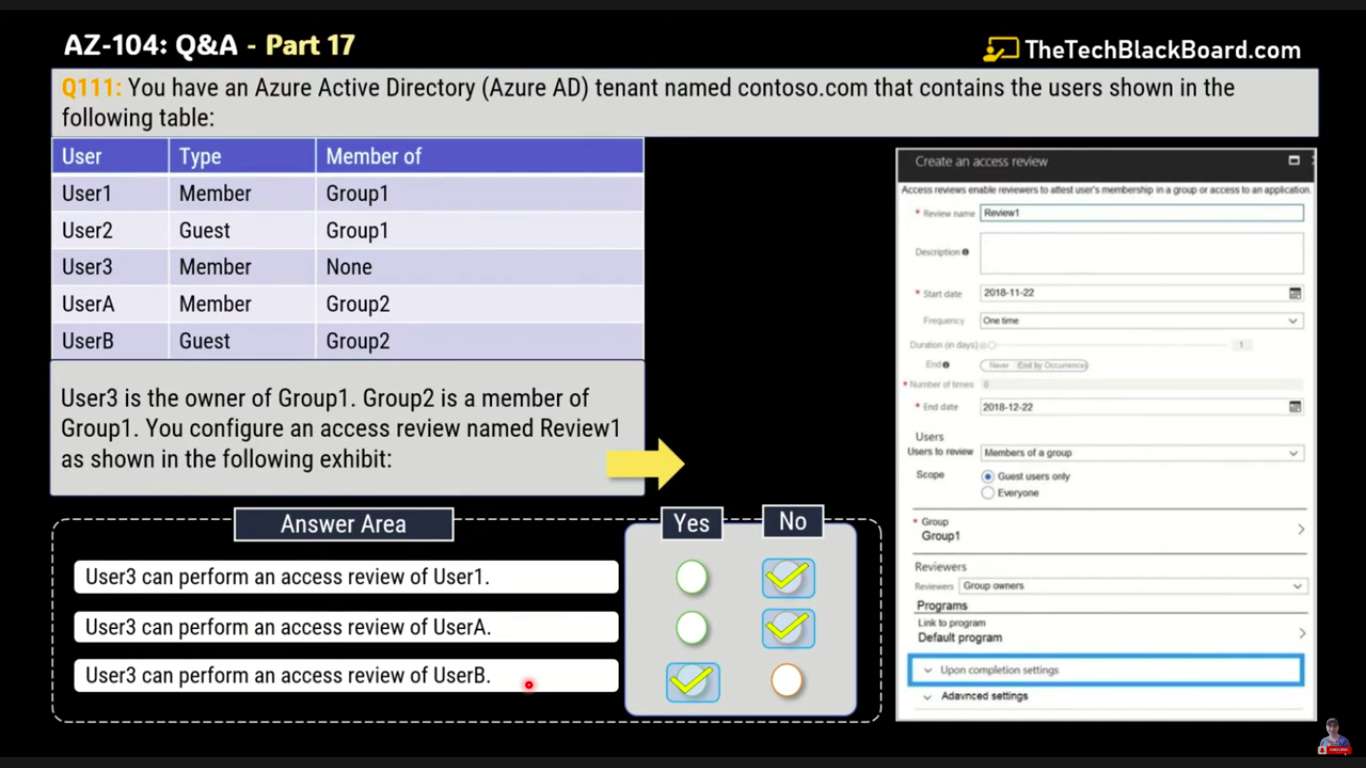 AZ-104: Q&A - Part 17
TheTechBlackBoard.com
Q111: You have an Azure Active Directory (Azure AD) tenant named contoso.com that contains the users shown in the
following table:
User Type Member of
User1 Member Group1
User2 Guest Group1
User3 Member None
UserA Member Group2
UserB Guest Group2
User3 is the owner of Group1. Group2 is a member of
Group1. You configure an access review named Review1
as shown in the following exhibit:
Create an access review
Access reviews enable reviewers to attest user's membership in a group or access to an application.
* Review name Review1
Description
* Start date 2018-11-22
Frequency One time
Duration (in days) 1
End Never End by Occurrence
* Number of times 0
* End date 2018-12-22
Users
Users to review Members of a group
Scope Guest users only
Everyone
* Group
Group1
Reviewers
Reviewers Group owners
Programs
Link to program
Default program
Upon completion settings
Adavnced settings
Answer Area Yes No
User3 can perform an access review of User1.
User3 can perform an access review of UserA.
User3 can perform an access review of UserB.